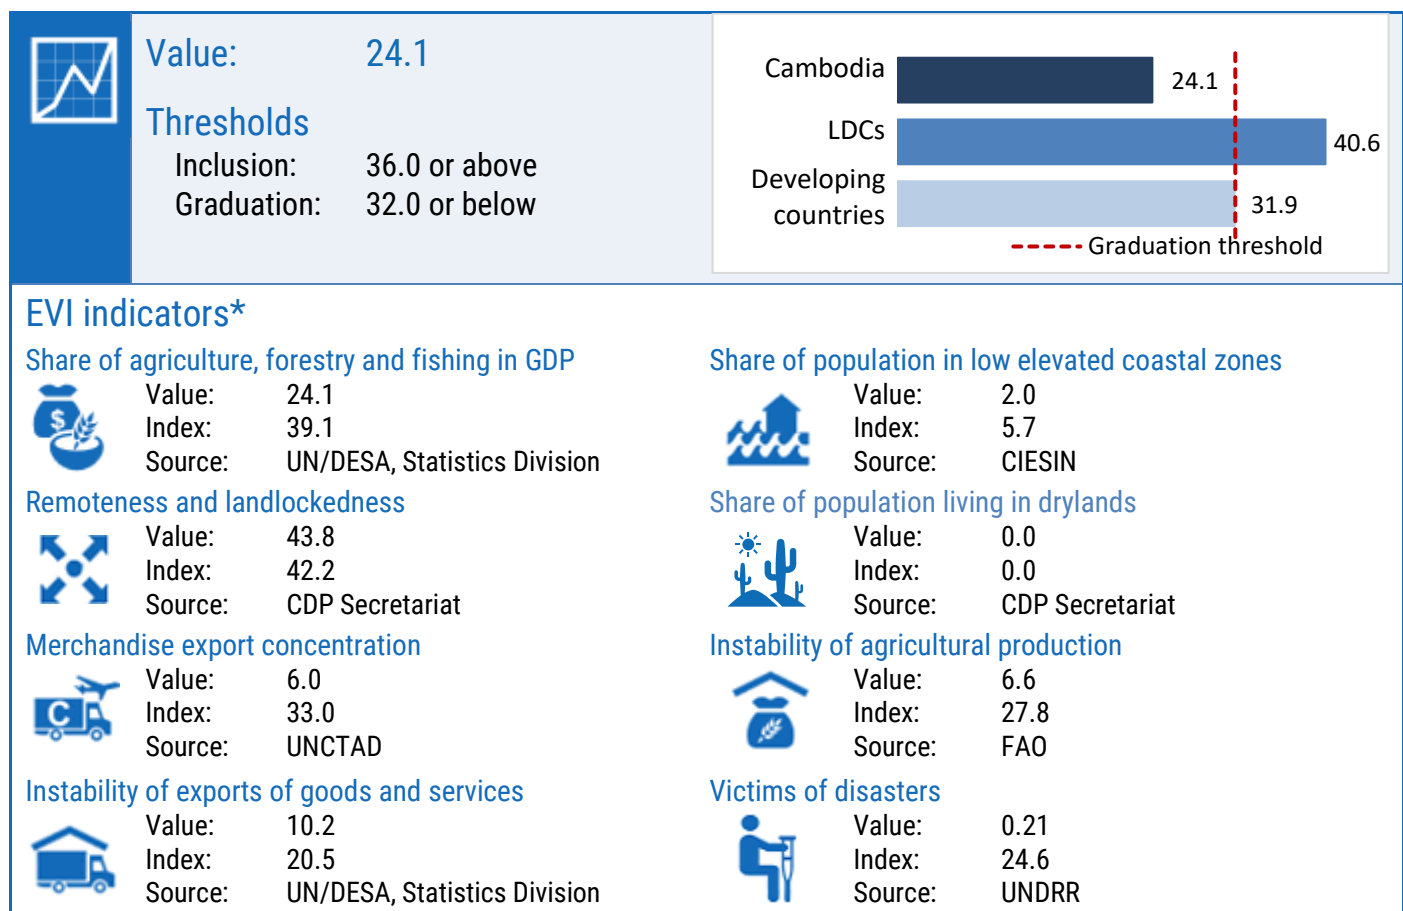 Value: 24.1
Thresholds
Inclusion: 36.0 or above
Graduation: 32.0 or below
Cambodia 24.1
LDCs 40.6
Developing
countries 31.9
Graduation threshold
EVI indicators*
Share of agriculture, forestry and fishing in GDP
Value: 24.1
Index: 39.1
Source: UN/DESA, Statistics Division
Remoteness and landlockedness
Value: 43.8
Index: 42.2
Source: CDP Secretariat
Merchandise export concentration
C
Value: 6.0
Index: 33.0
Source: UNCTAD
Instability of exports of goods and services
Value: 10.2
Index: 20.5
Source: UN/DESA, Statistics Division
Share of population in low elevated coastal zones
Value: 2.0
Index: 5.7
Source: CIESIN
Share of population living in drylands
Value: 0.0
Index: 0.0
Source: CDP Secretariat
Instability of agricultural production
Value: 6.6
Index: 27.8
Source: FAO
Victims of disasters
Value: 0.21
Index: 24.6
Source: UNDRR
$